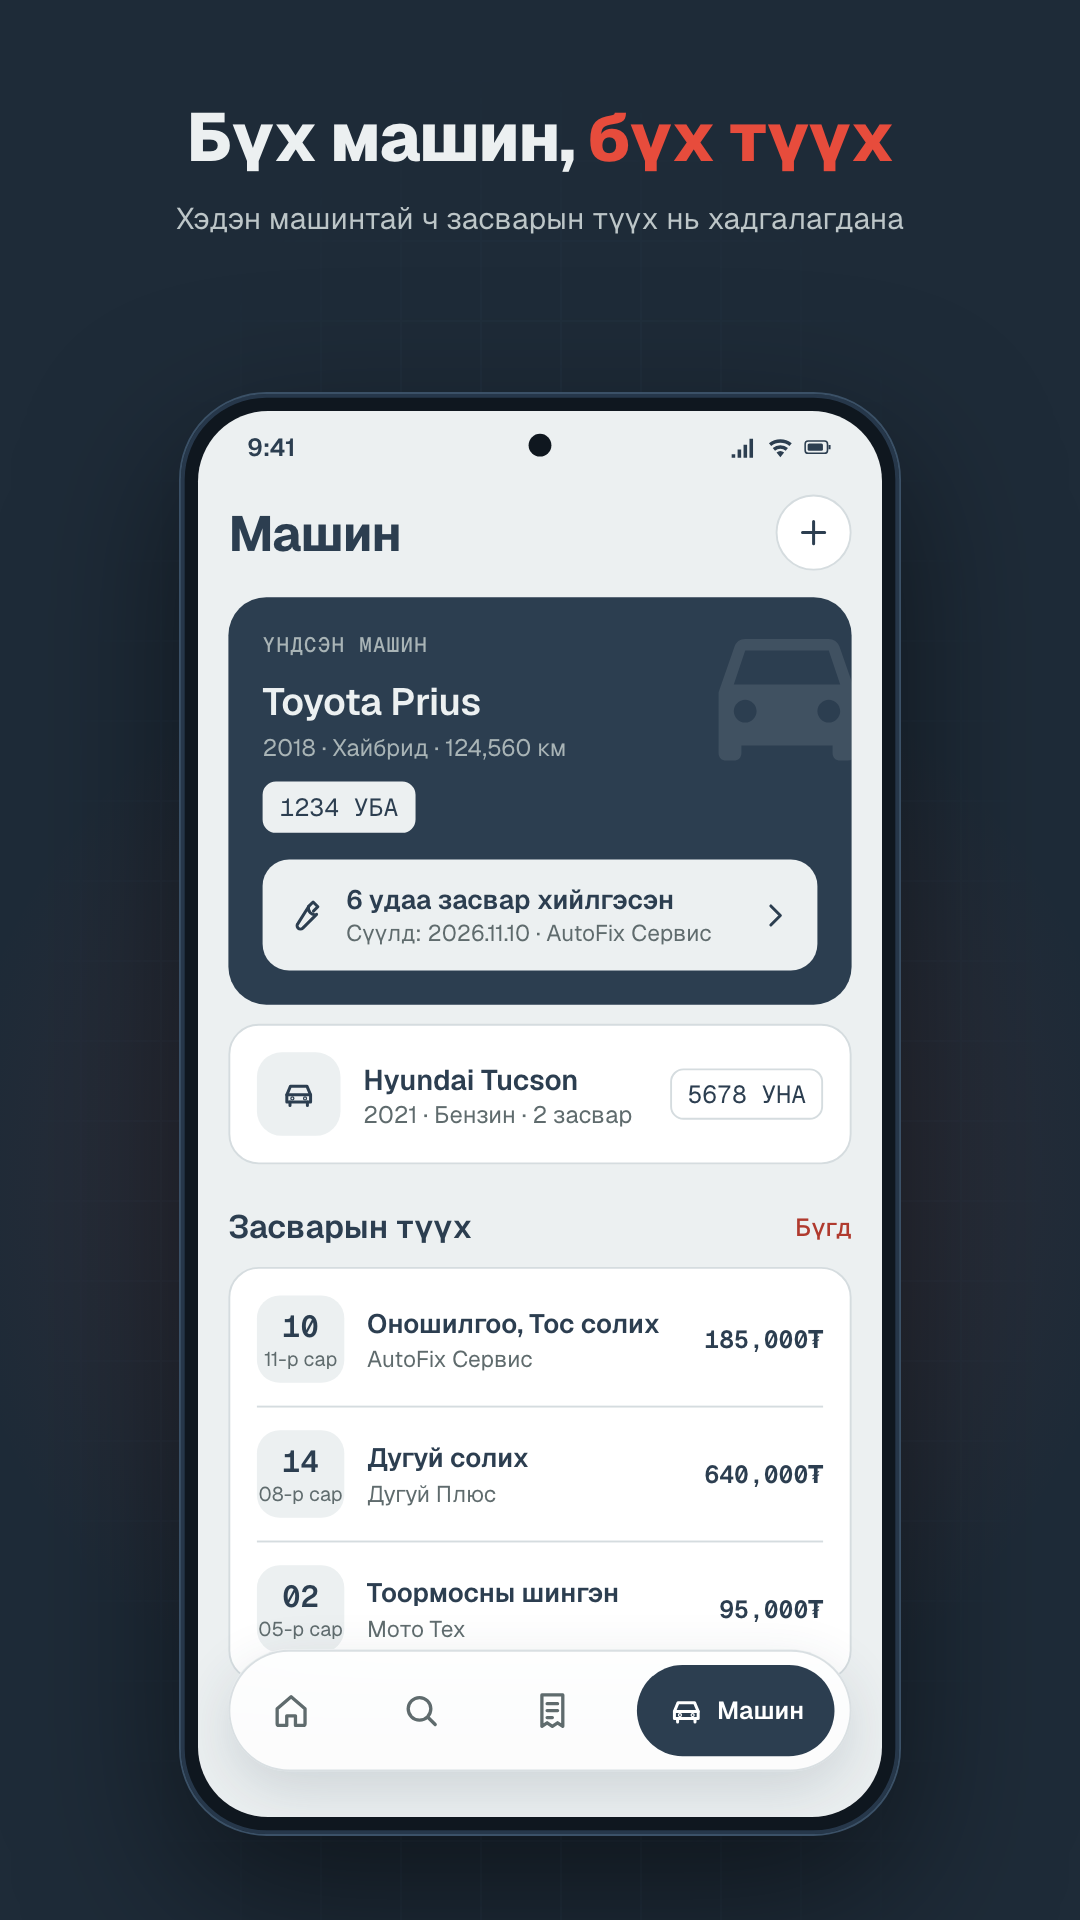 Бүх машин, бүх түүх
Хэдэн машинтай ч засварын түүх нь хадгалагдана
9:41
Машин
ҮНДСЭН МАШИН
Toyota Prius
2018 · Хайбрид · 124,560 км
1234 УБА
6 удаа засвар хийлгэсэн
Сүүлд: 2026.11.10 · AutoFix Сервис
Hyundai Tucson
2021 · Бензин · 2 засвар
5678 УНА
Засварын түүх
Бүгд
10
11-р сар
Оношилгоо, Тос солих
AutoFix Сервис
185,000₮
14
08-р сар
Дугуй солих
Дугуй Плюс
640,000₮
02
05-р сар
Тоормосны шингэн
Мото Тех
95,000₮
Машин